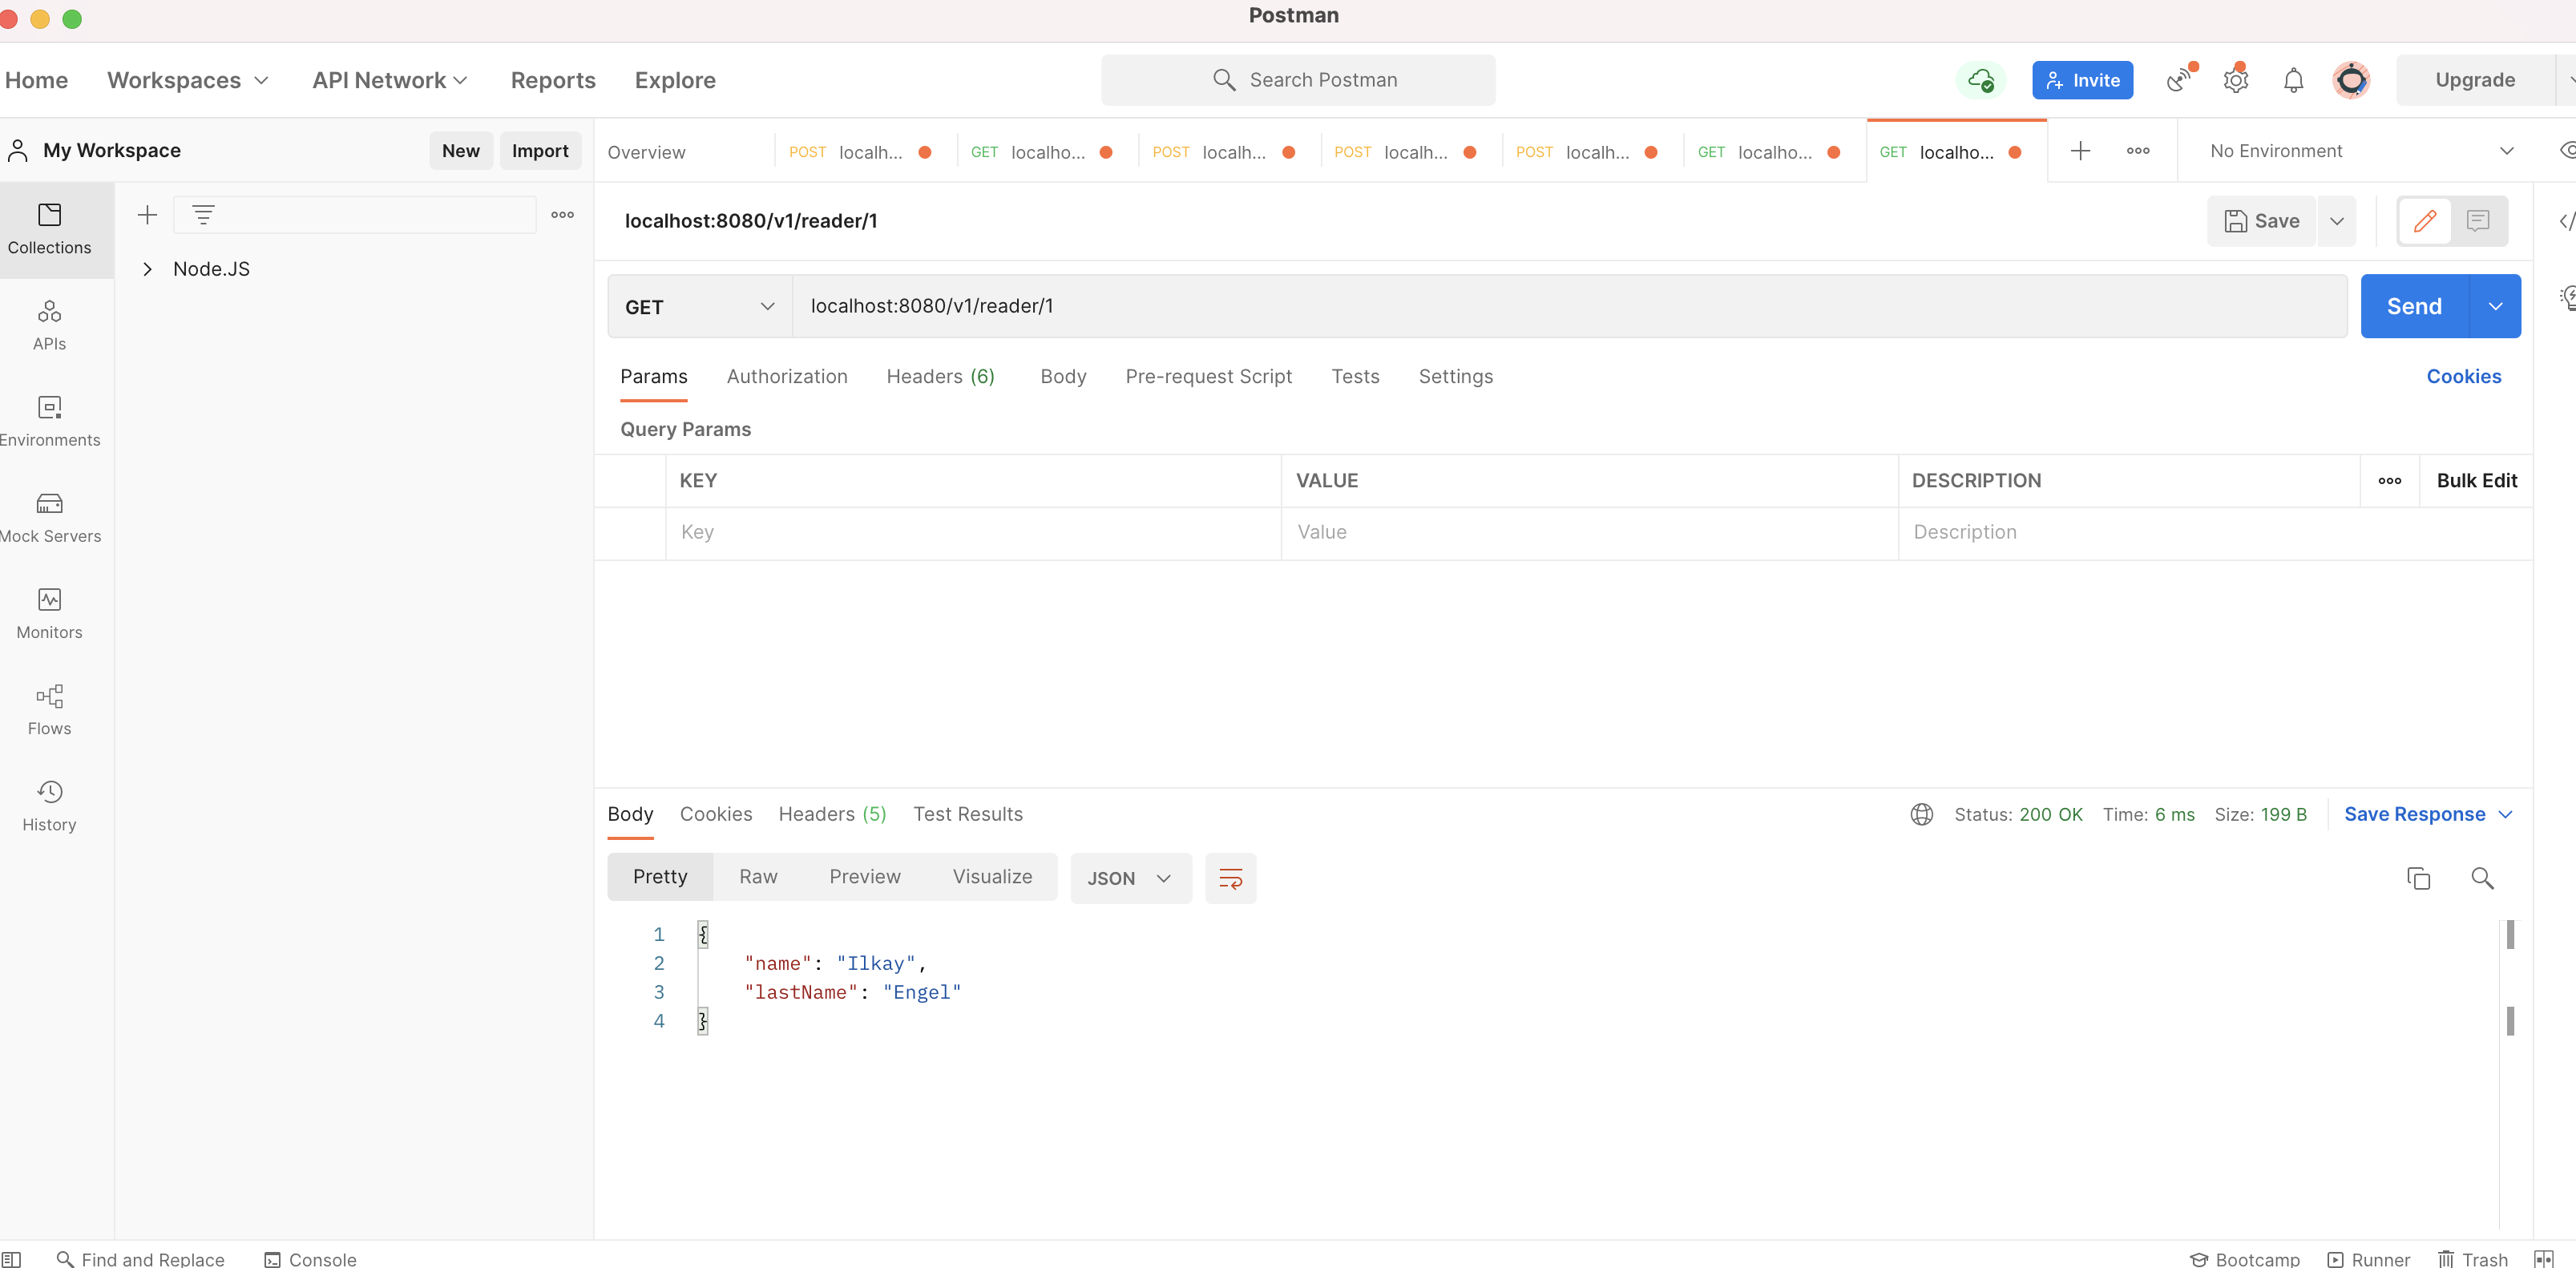 Postman
Home Workspaces API Network Reports Explore Search Postman Invite Upgrade
My Workspace New Import Overview POST localh... GET localho... POST localh... POST localh... POST localh... GET localho... GET localho... No Environment
Collections
Node.JS
APIs
Environments
Mock Servers
Monitors
Flows
History
localhost:8080/v1/reader/1 Save
GET localhost:8080/v1/reader/1 Send
Params Authorization Headers (6) Body Pre-request Script Tests Settings Cookies
Query Params
KEY VALUE DESCRIPTION Bulk Edit
Key Value Description
Body Cookies Headers (5) Test Results Status: 200 OK Time: 6 ms Size: 199 B Save Response
Pretty Raw Preview Visualize JSON
1 {
2 "name": "Ilkay",
3 "lastName": "Engel"
4 }
Find and Replace Console Bootcamp Runner Trash